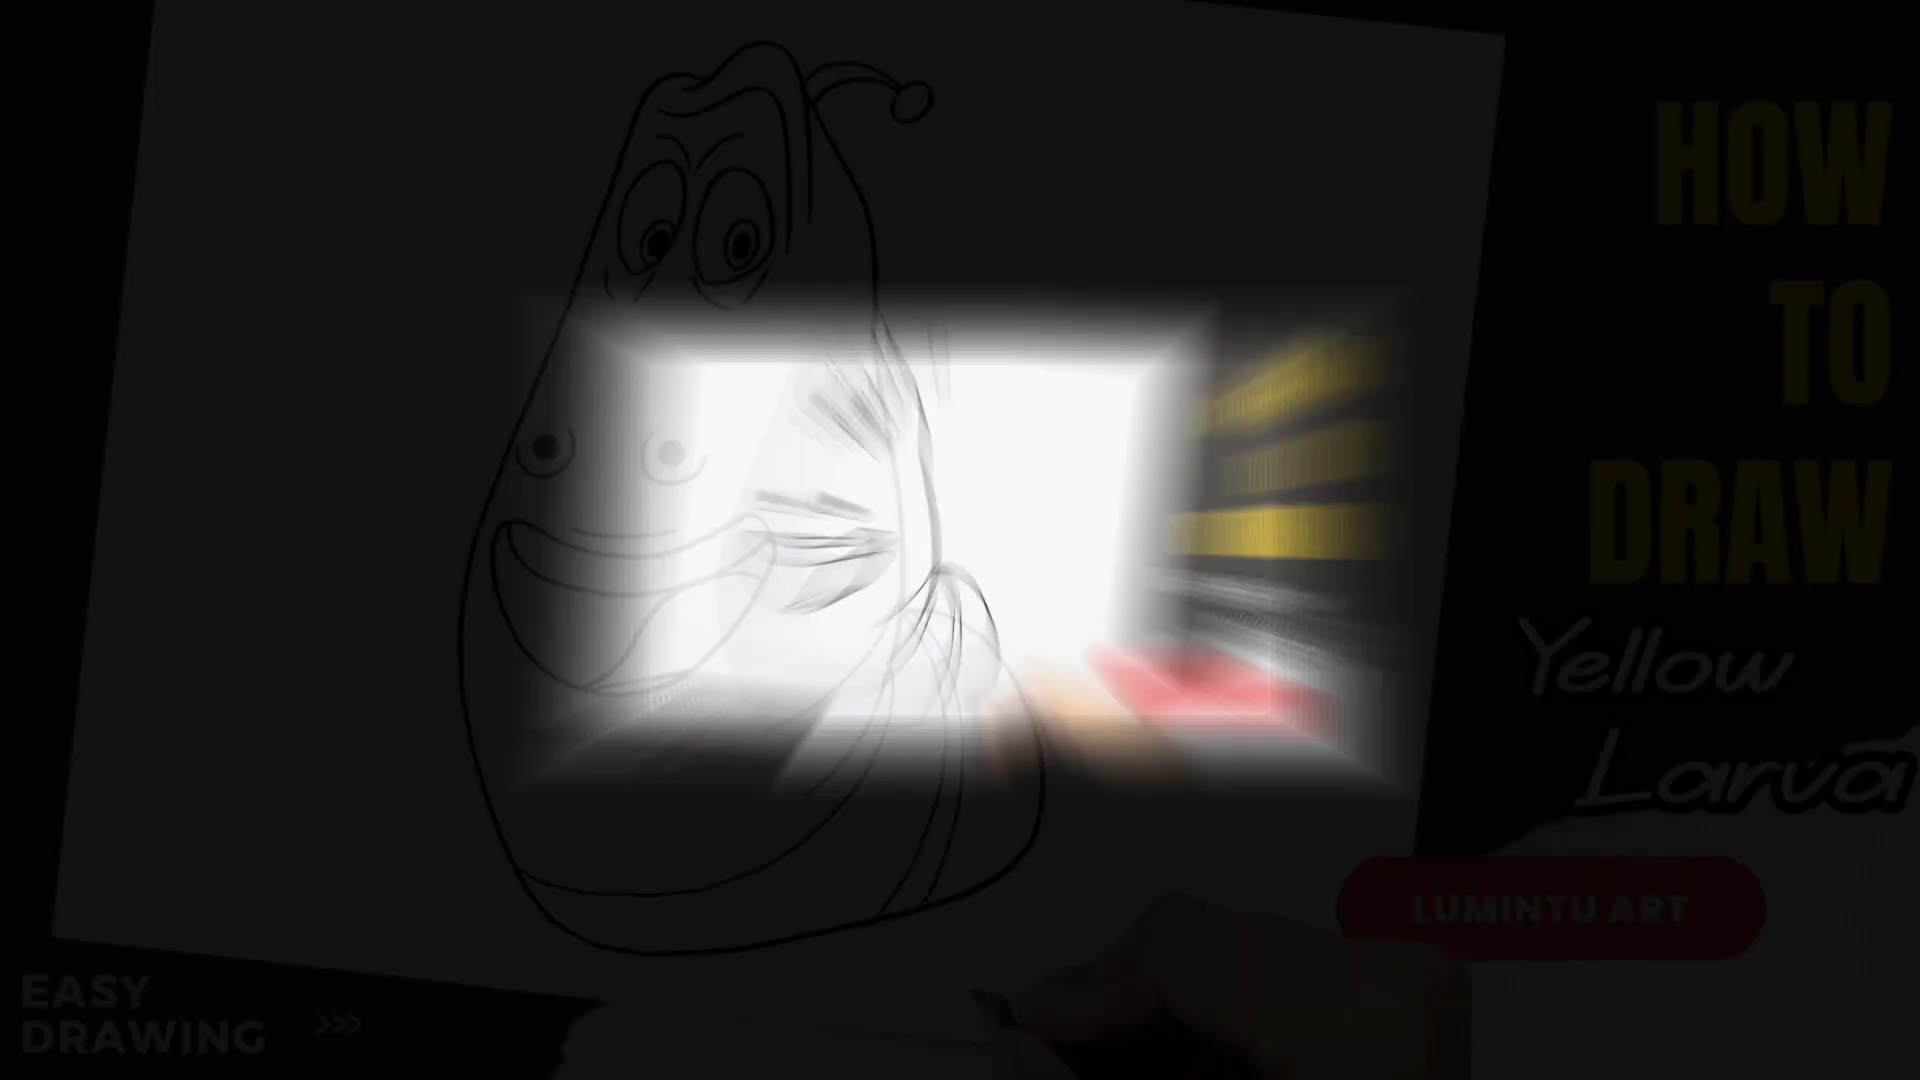 HOW
TO
DRAW
Yellow
Larva
LUMINTU ART
EASY
DRAWING >>>